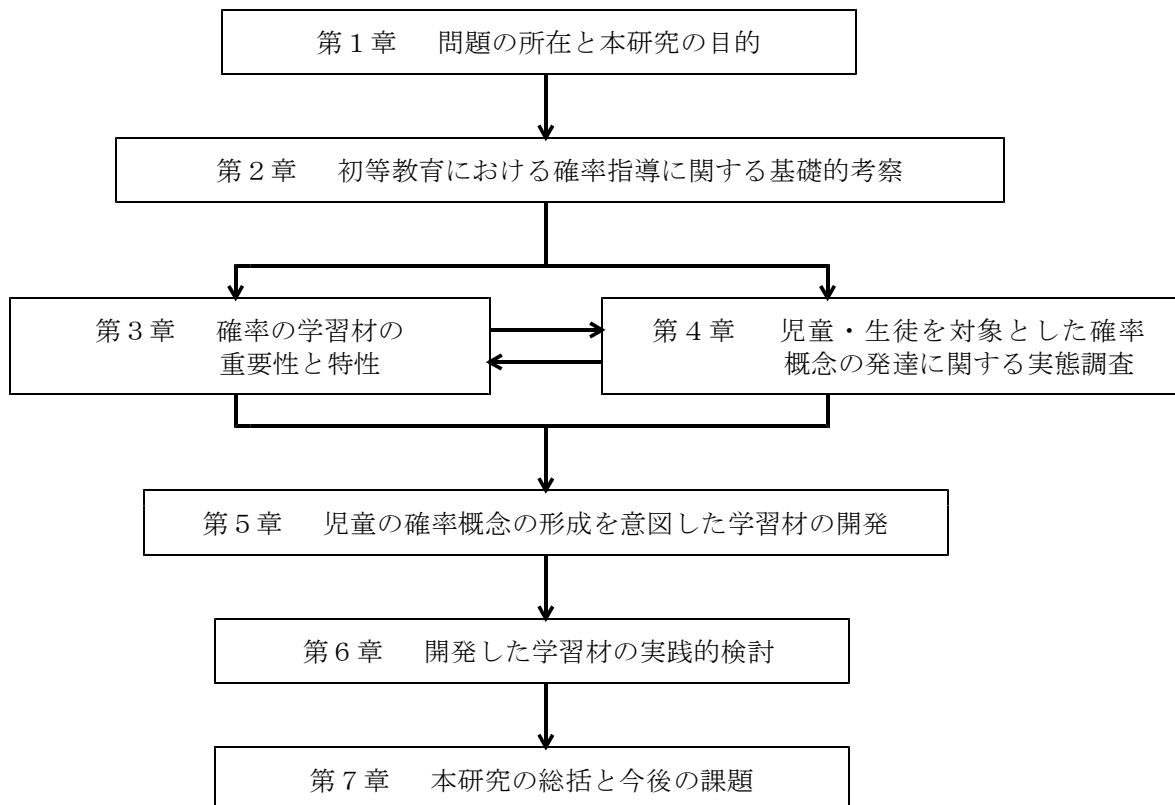 第１章　問題の所在と本研究の目的
第２章　初等教育における確率指導に関する基礎的考察
第３章　確率の学習材の
重要性と特性
第４章　児童・生徒を対象とした確率
概念の発達に関する実態調査
第５章　児童の確率概念の形成を意図した学習材の開発
第６章　開発した学習材の実践的検討
第７章　本研究の総括と今後の課題